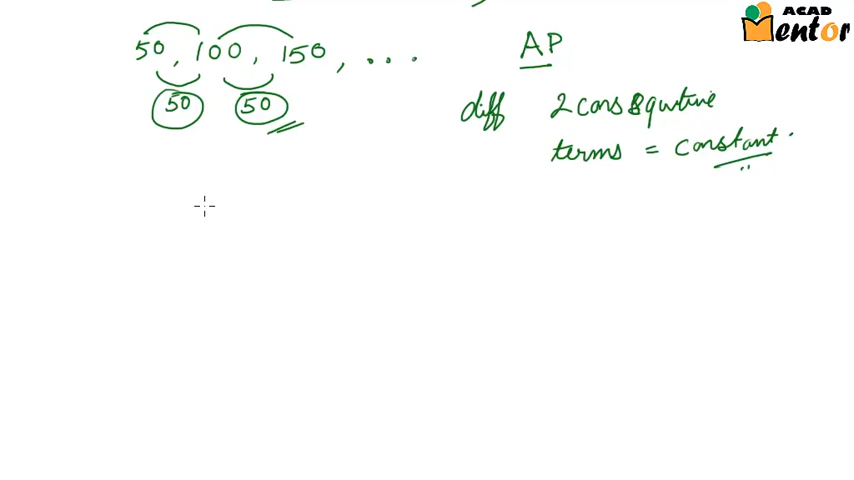 ACAD
mentor
50, 100, 150, ...
AP
50 50
diff 2 consequtive
terms = constant.